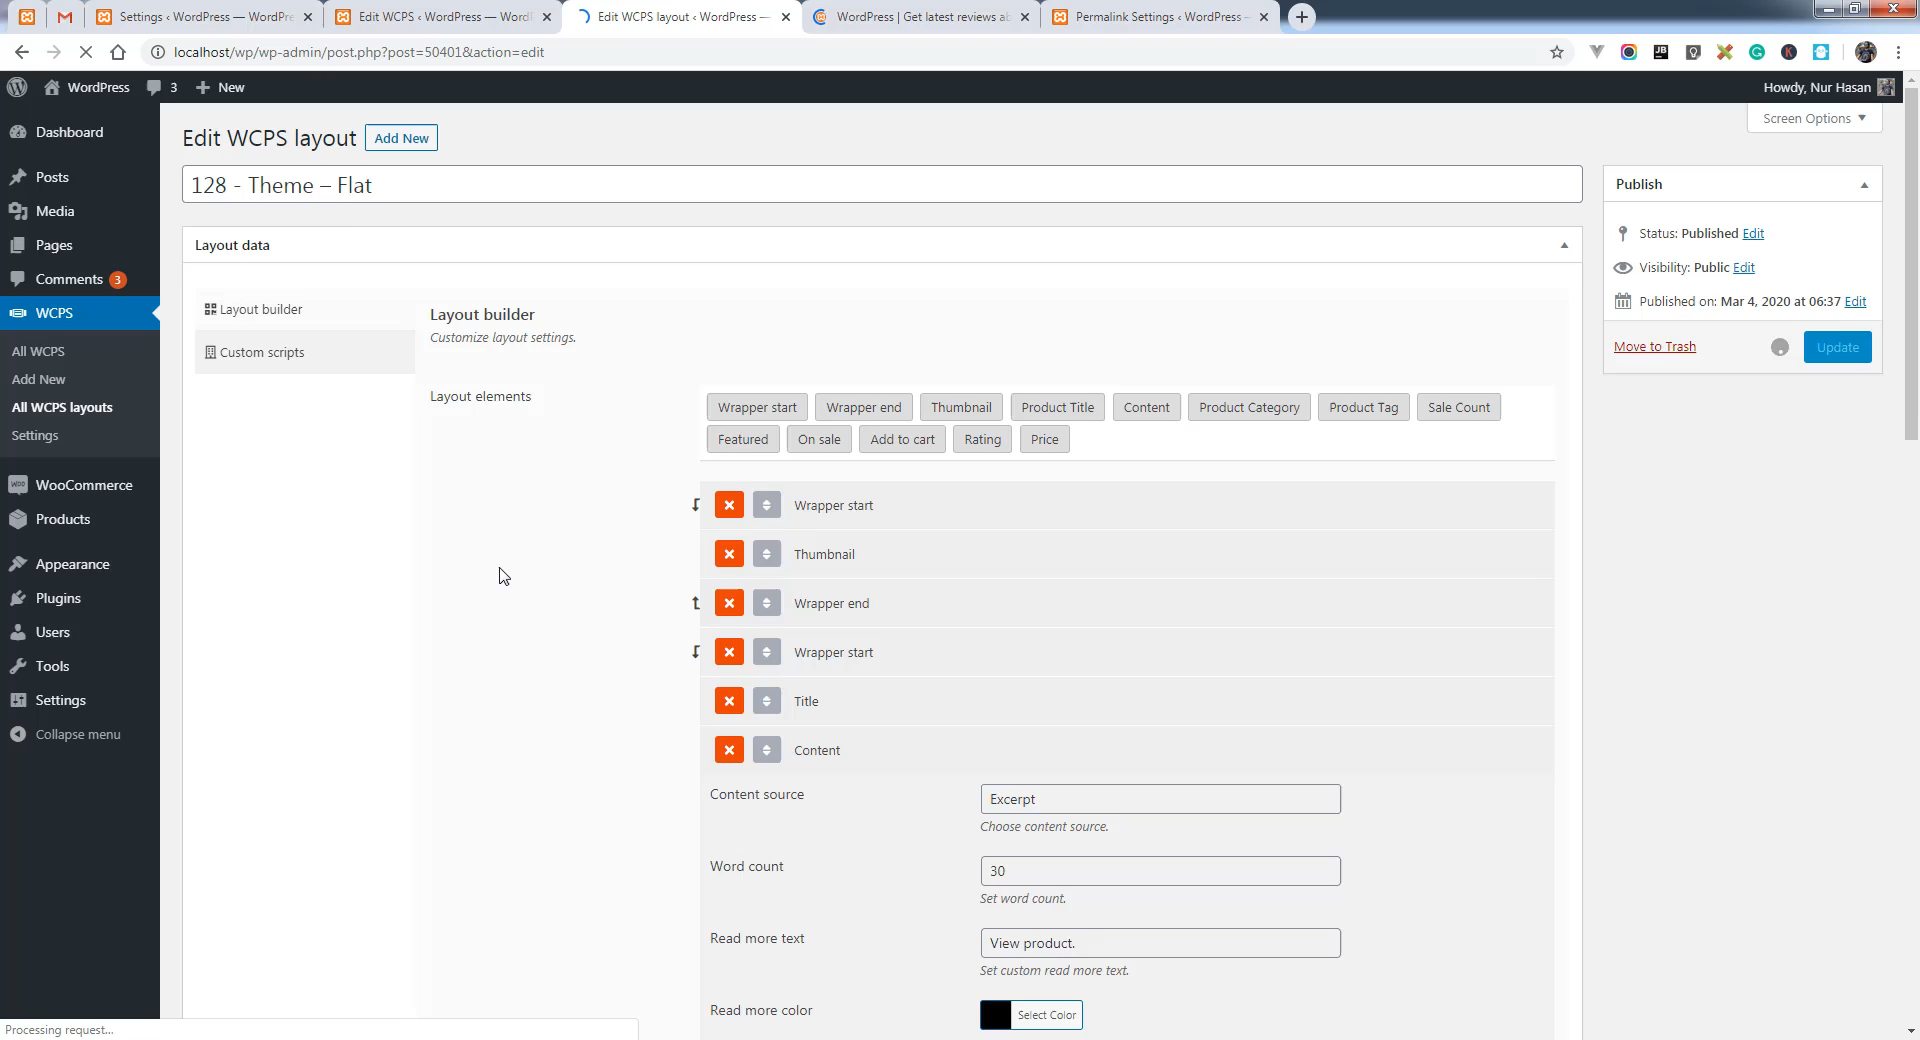 Settings ‹ WordPress — WordPre
Edit WCPS ‹ WordPress — Word
Edit WCPS layout ‹ WordPress —
WordPress | Get latest reviews ab
Permalink Settings ‹ WordPress –
localhost/wp/wp-admin/post.php?post=50401&action=edit
WordPress
3
New
Howdy, Nur Hasan
Screen Options
Dashboard
Posts
Media
Pages
Comments 3
WCPS
All WCPS
Add New
All WCPS layouts
Settings
WooCommerce
Products
Appearance
Plugins
Users
Tools
Settings
Collapse menu
Edit WCPS layout
Add New
128 - Theme – Flat
Layout data
Layout builder
Custom scripts
Layout builder
Customize layout settings.
Layout elements
Wrapper start Wrapper end Thumbnail Product Title Content Product Category Product Tag Sale Count
Featured On sale Add to cart Rating Price
Wrapper start
Thumbnail
Wrapper end
Wrapper start
Title
Content
Content source
Excerpt
Choose content source.
Word count
30
Set word count.
Read more text
View product.
Set custom read more text.
Read more color
Select Color
Publish
Status: Published Edit
Visibility: Public Edit
Published on: Mar 4, 2020 at 06:37 Edit
Move to Trash
Update
Processing request...